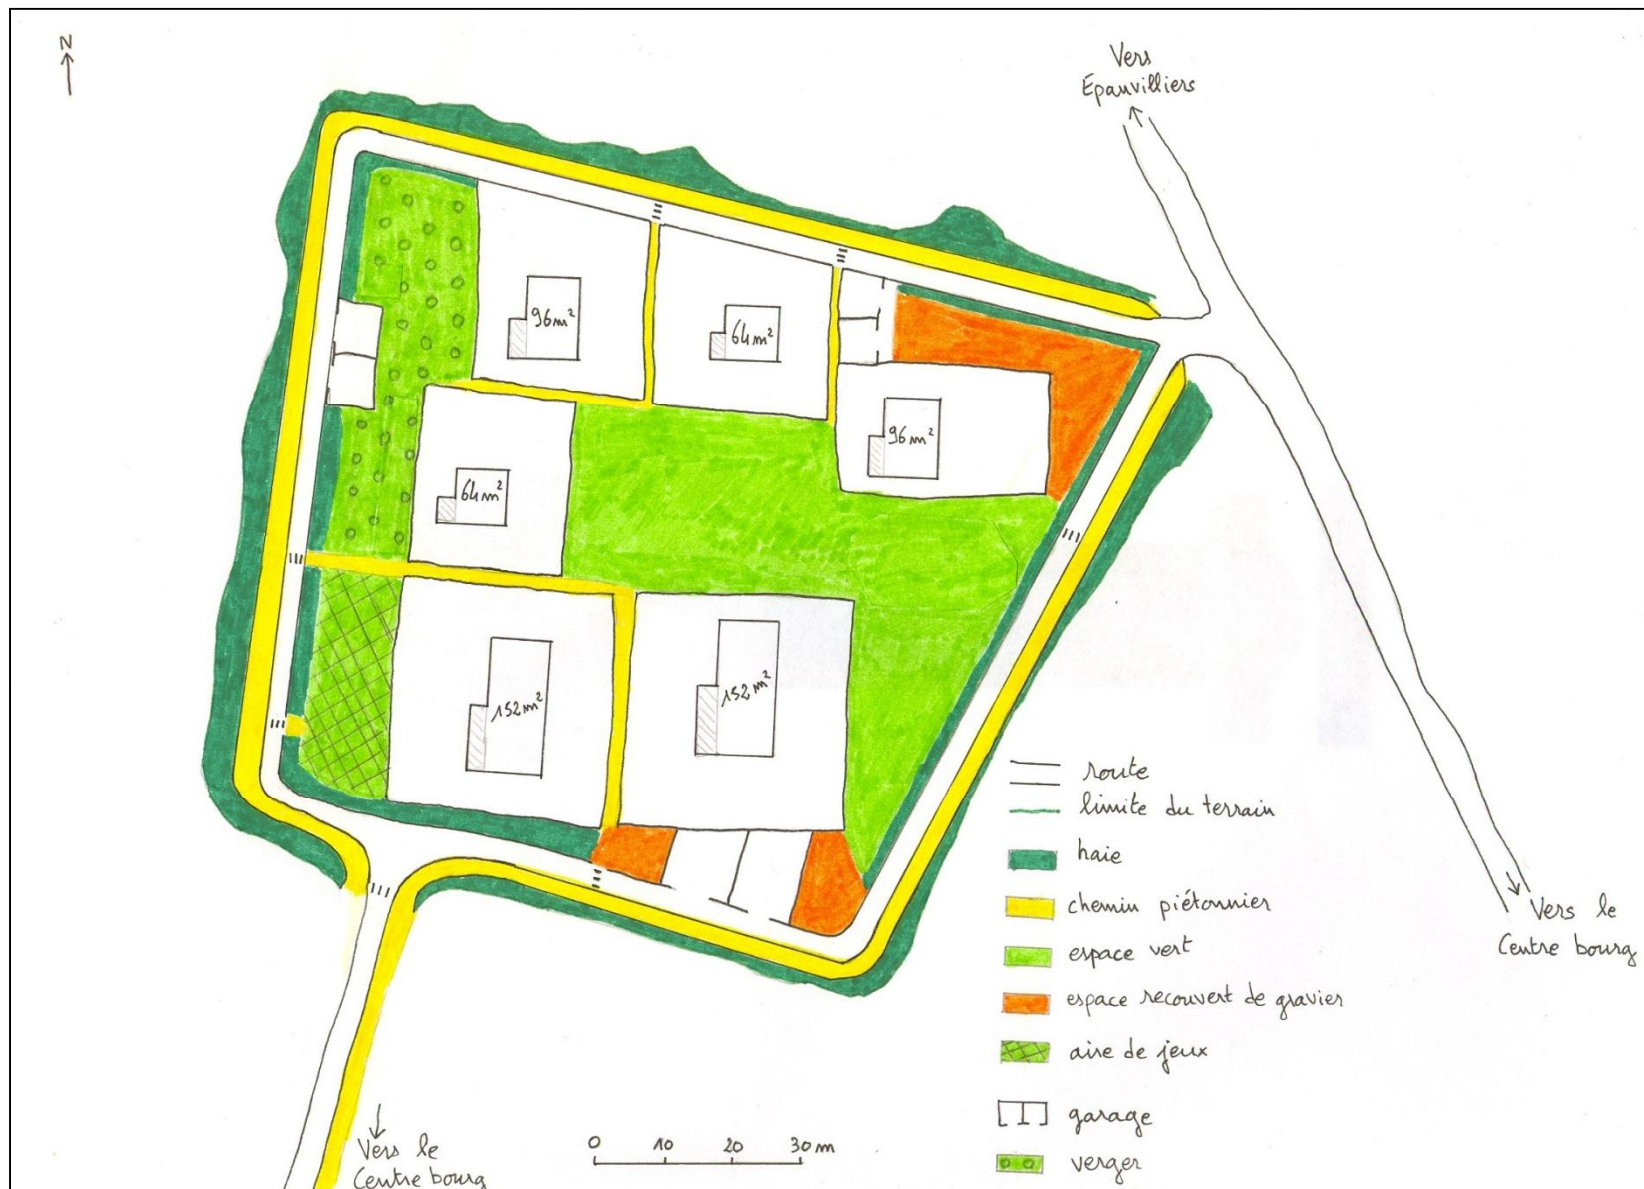 N
Vers
Epauvilliers
96m²
64m²
96m²
64m²
152m²
152m²
route
limite du terrain
haie
chemin piétonnier
espace vert
espace recouvert de gravier
aire de jeux
garage
verger
Vers le
Centre bourg
Vers le
Centre bourg
0 10 20 30m